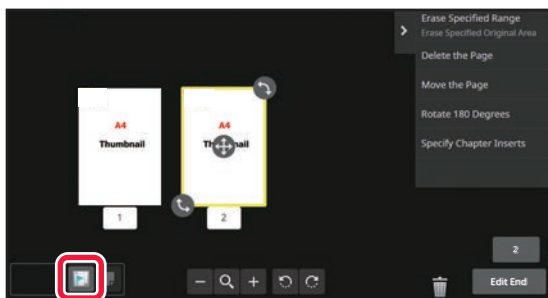 Erase Specified Range
Erase Specified Original Area
Delete the Page
Move the Page
Rotate 180 Degrees
Specify Chapter Inserts
A4
Thumbnail
A4
1
2
2
Edit End